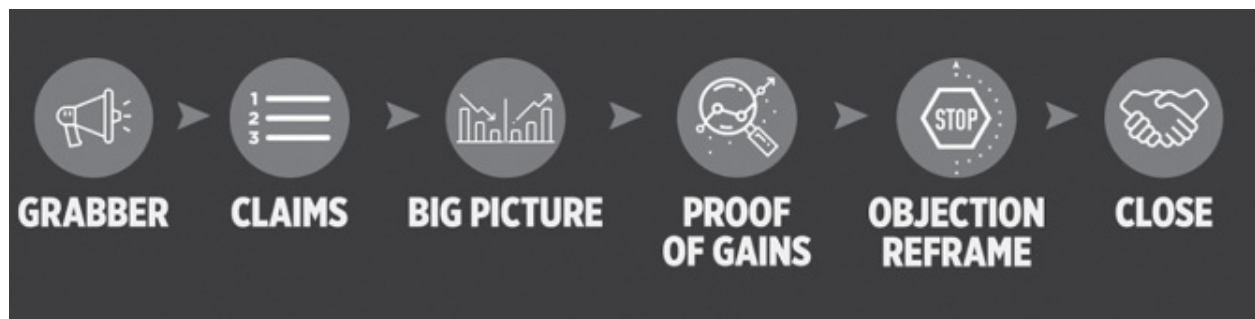 GRABBER
1
2
3
CLAIMS
BIG PICTURE
PROOF
OF GAINS
STOP
OBJECTION
REFRAME
CLOSE